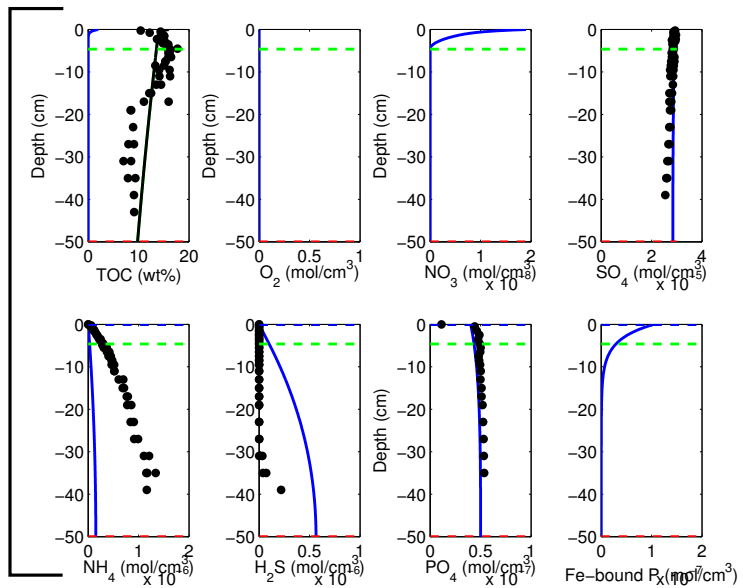 0
−10
−20
−30
−40
−50
Depth (cm)
0 10 20
TOC (wt%)
0
−10
−20
−30
−40
−50
Depth (cm)
0 0.5 1
O2 (mol/cm3)
0
−10
−20
−30
−40
−50
Depth (cm)
0 1 2
NO3 (mol/cm3)
x 10−8
0
−10
−20
−30
−40
−50
0 2 4
SO4 (mol/cm3)
x 10−5
0
−10
−20
−30
−40
−50
0 1 2
NH4 (mol/cm3)
x 10−6
0
−10
−20
−30
−40
−50
0 0.5 1
H2S (mol/cm3)
x 10−6
0
−10
−20
−30
−40
−50
Depth (cm)
0 0.5 1
PO4 (mol/cm3)
x 10−7
0
−10
−20
−30
−40
−50
0 1 2
Fe−bound P (mol/cm3)
x 10−7